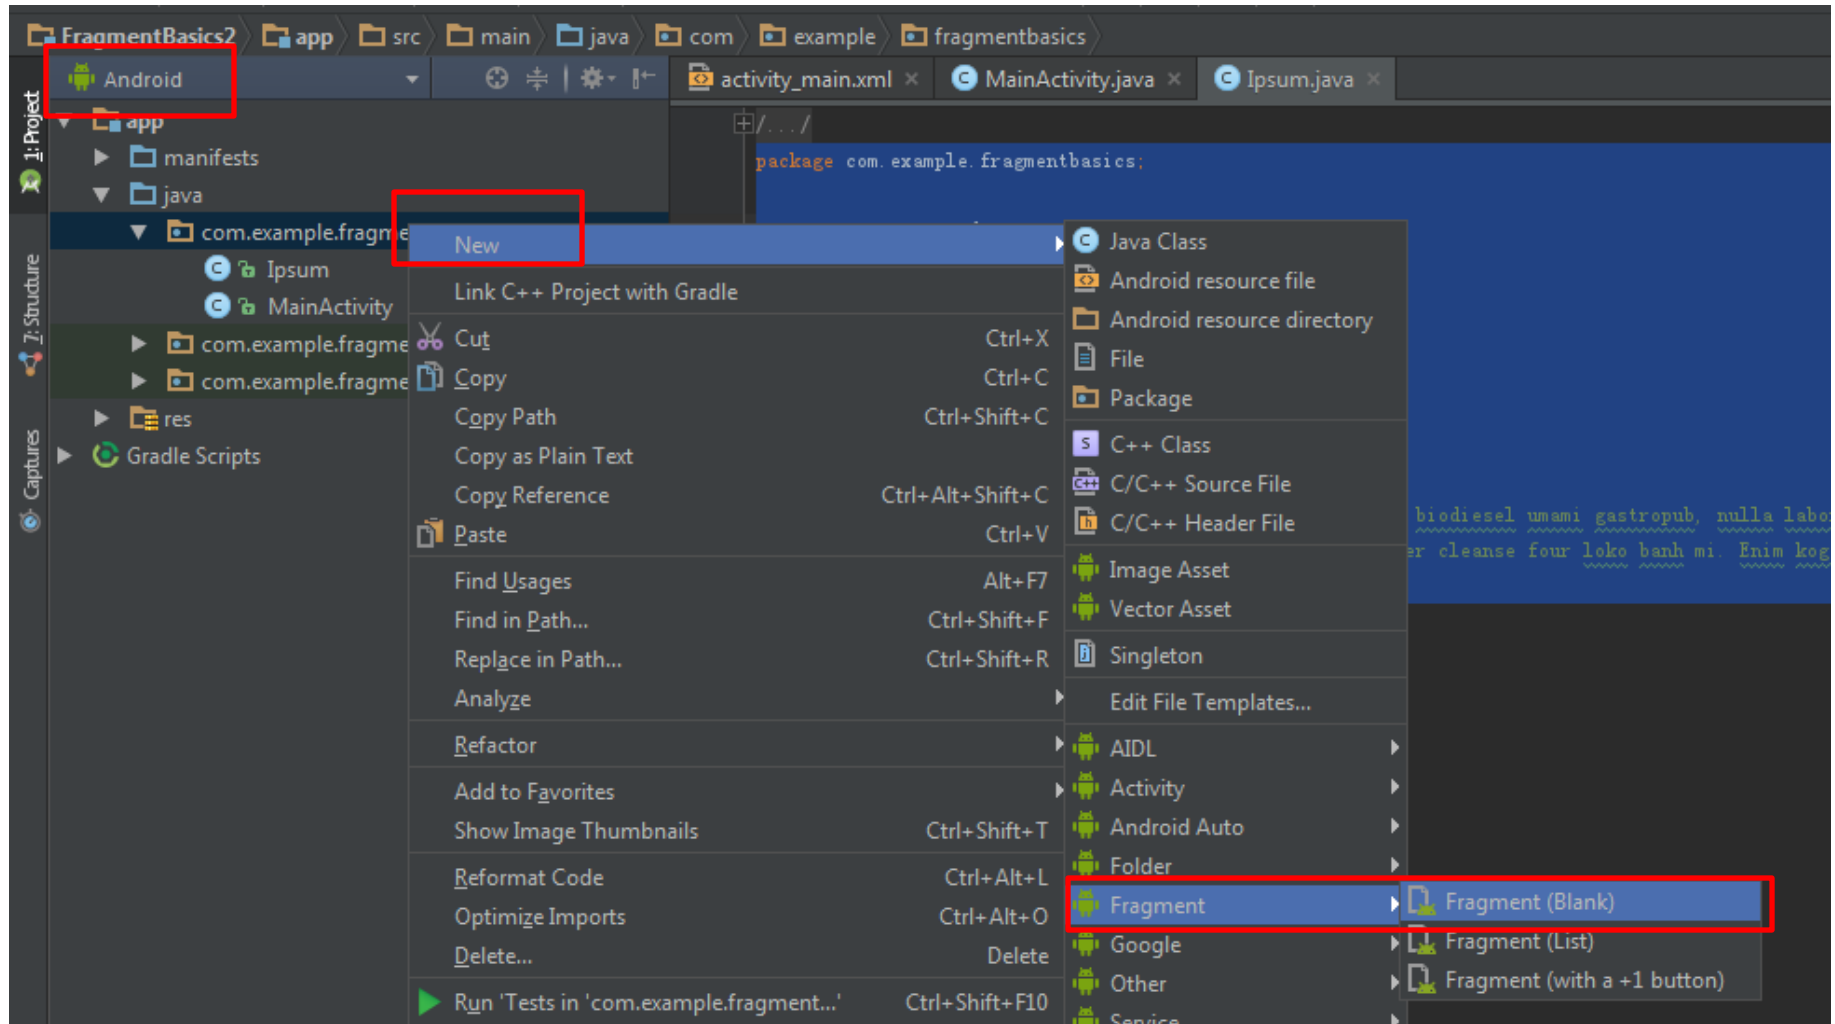 FragmentBasics2 app src main java com example fragmentbasics
Android
activity_main.xml × MainActivity.java × Ipsum.java ×
1: Project
7: Structure
Captures
app
manifests
java
com.example.fragme
Ipsum
MainActivity
com.example.fragme
com.example.fragme
res
Gradle Scripts
/.../
package com.example.fragmentbasics;
biodiesel umami gastropub, nulla labo
er cleanse four loko banh mi. Enim kog
New
Link C++ Project with Gradle
Cut Ctrl+X
Copy Ctrl+C
Copy Path Ctrl+Shift+C
Copy as Plain Text
Copy Reference Ctrl+Alt+Shift+C
Paste Ctrl+V
Find Usages Alt+F7
Find in Path... Ctrl+Shift+F
Replace in Path... Ctrl+Shift+R
Analyze
Refactor
Add to Favorites
Show Image Thumbnails Ctrl+Shift+T
Reformat Code Ctrl+Alt+L
Optimize Imports Ctrl+Alt+O
Delete... Delete
Run 'Tests in 'com.example.fragment...' Ctrl+Shift+F10
Java Class
Android resource file
Android resource directory
File
Package
C++ Class
C/C++ Source File
C/C++ Header File
Image Asset
Vector Asset
Singleton
Edit File Templates...
AIDL
Activity
Android Auto
Folder
Fragment
Google
Other
Service
Fragment (Blank)
Fragment (List)
Fragment (with a +1 button)